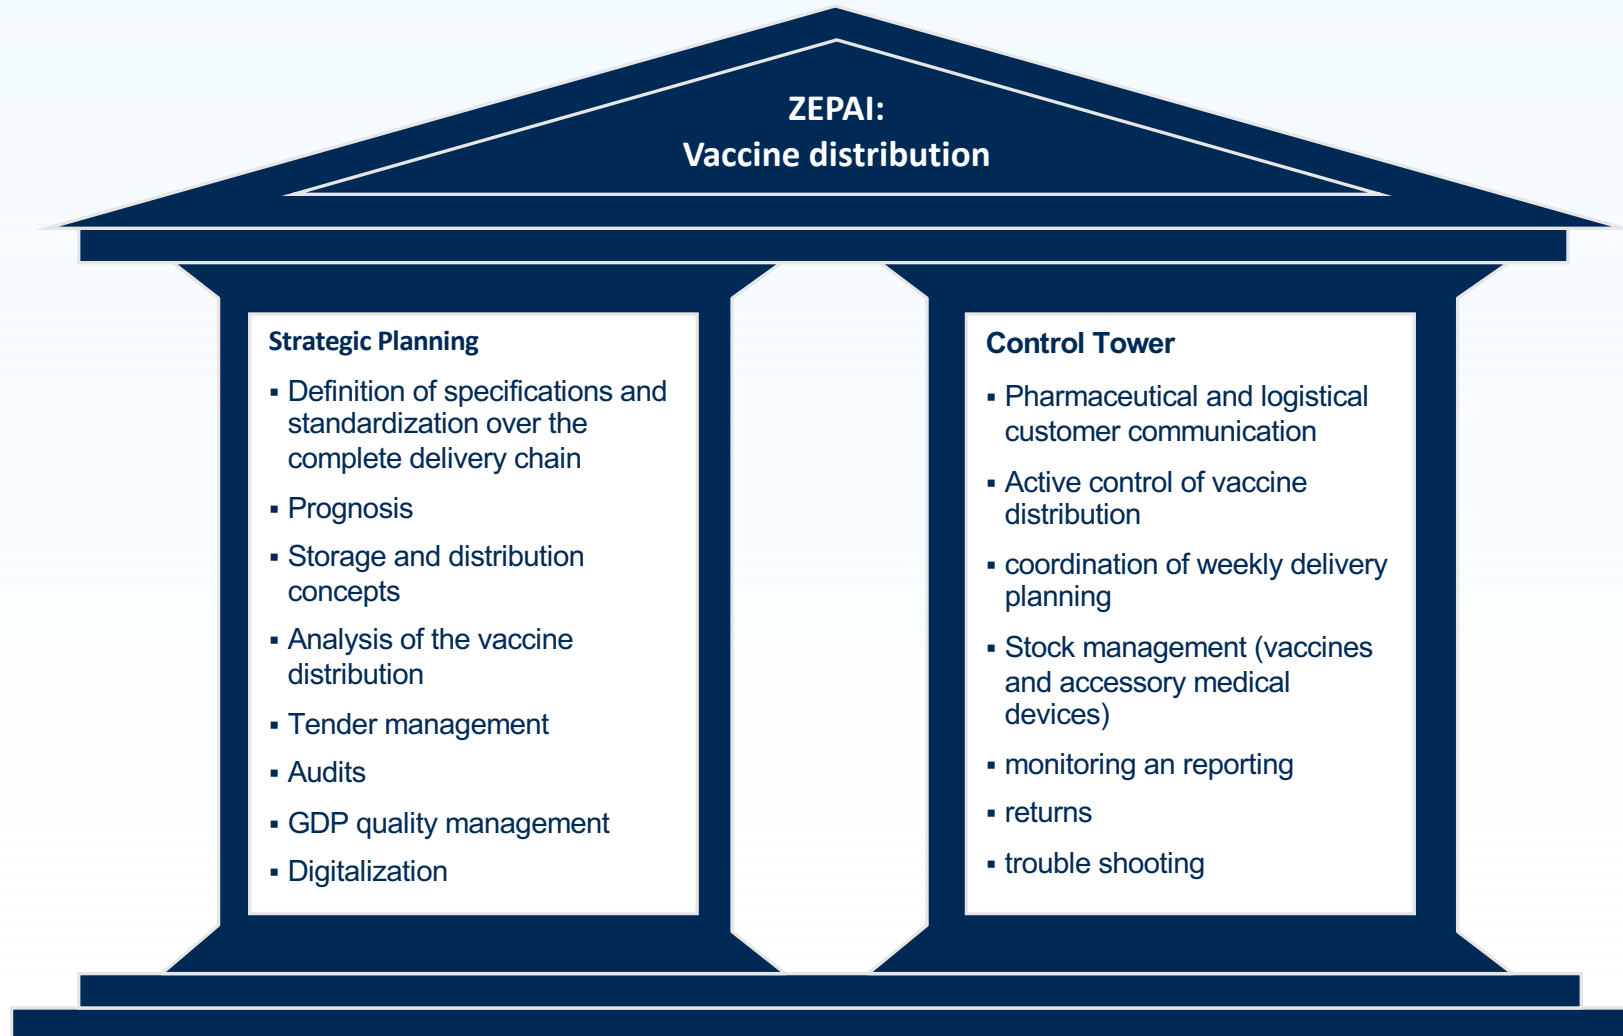 ZEPAI:
Vaccine distribution
Strategic Planning
▪ Definition of specifications and
standardization over the
complete delivery chain
▪ Prognosis
▪ Storage and distribution
concepts
▪ Analysis of the vaccine
distribution
▪ Tender management
▪ Audits
▪ GDP quality management
▪ Digitalization
Control Tower
▪ Pharmaceutical and logistical
customer communication
▪ Active control of vaccine
distribution
▪ coordination of weekly delivery
planning
▪ Stock management (vaccines
and accessory medical
devices)
▪ monitoring an reporting
▪ returns
▪ trouble shooting